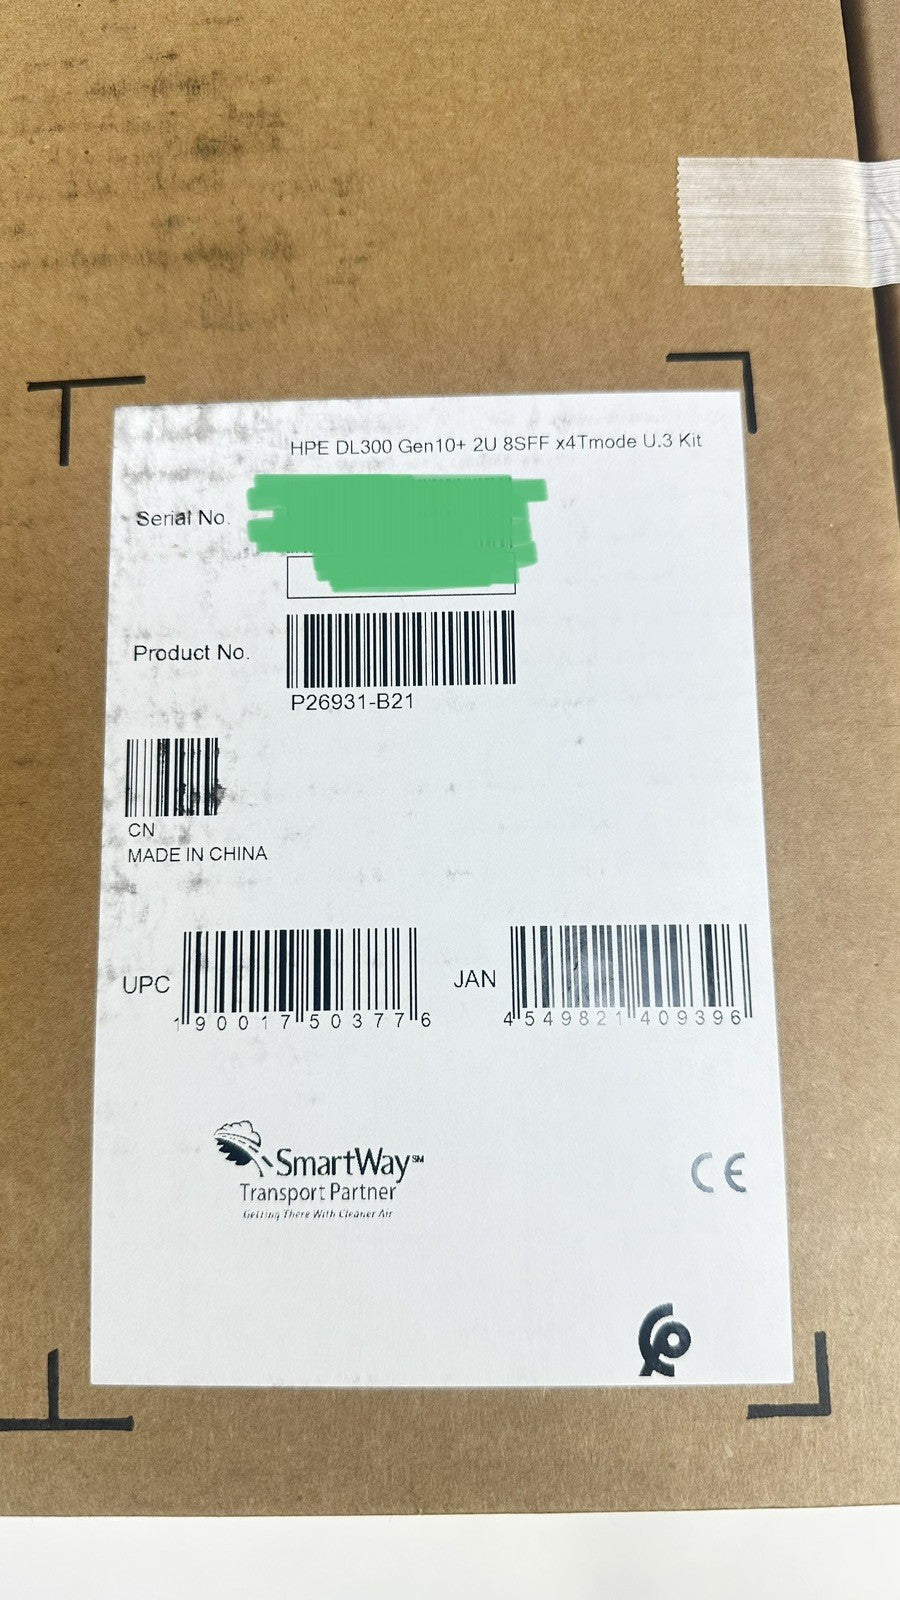 HPE DL300 Gen10+ 2U 8SFF x4Tmode U.3 Kit
Serial No.
Product No.
P26931-B21
CN
MADE IN CHINA
UPC
1 90017 50377 6
JAN
4 549821 409396
SmartWay℠
Transport Partner
Getting There With Cleaner Air
CE